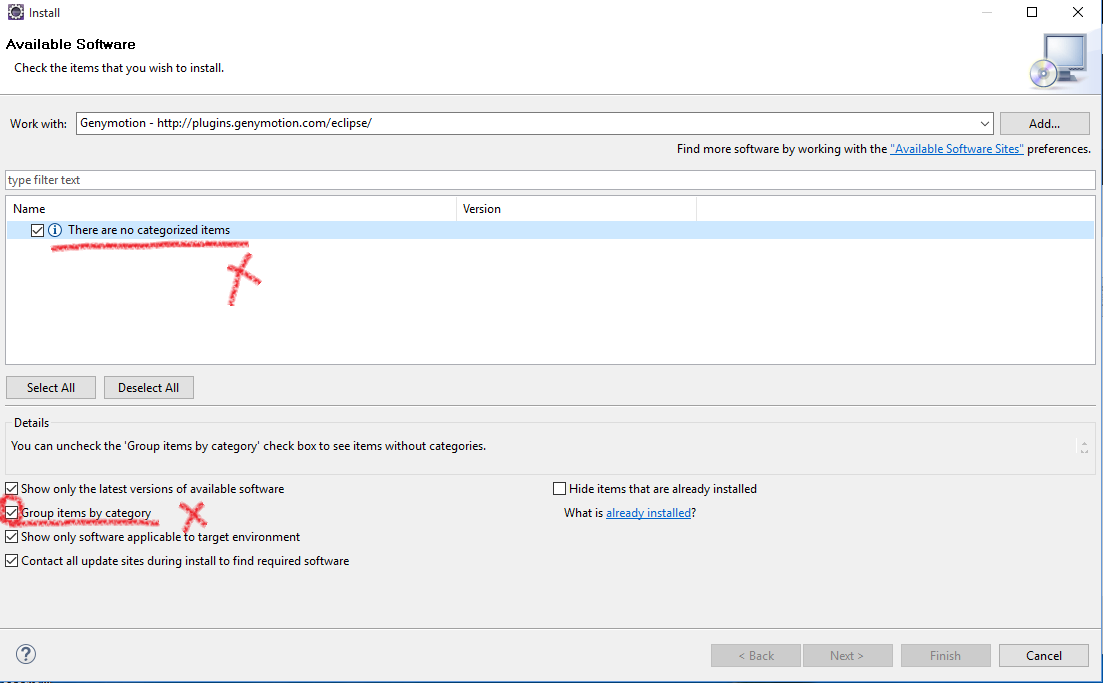 Install
Available Software
Check the items that you wish to install.
Work with: Genymotion - http://plugins.genymotion.com/eclipse/ Add...
Find more software by working with the "Available Software Sites" preferences.
type filter text
Name Version
There are no categorized items
Select All Deselect All
Details
You can uncheck the 'Group items by category' check box to see items without categories.
Show only the latest versions of available software Hide items that are already installed
Group items by category What is already installed?
Show only software applicable to target environment
Contact all update sites during install to find required software
? < Back Next > Finish Cancel